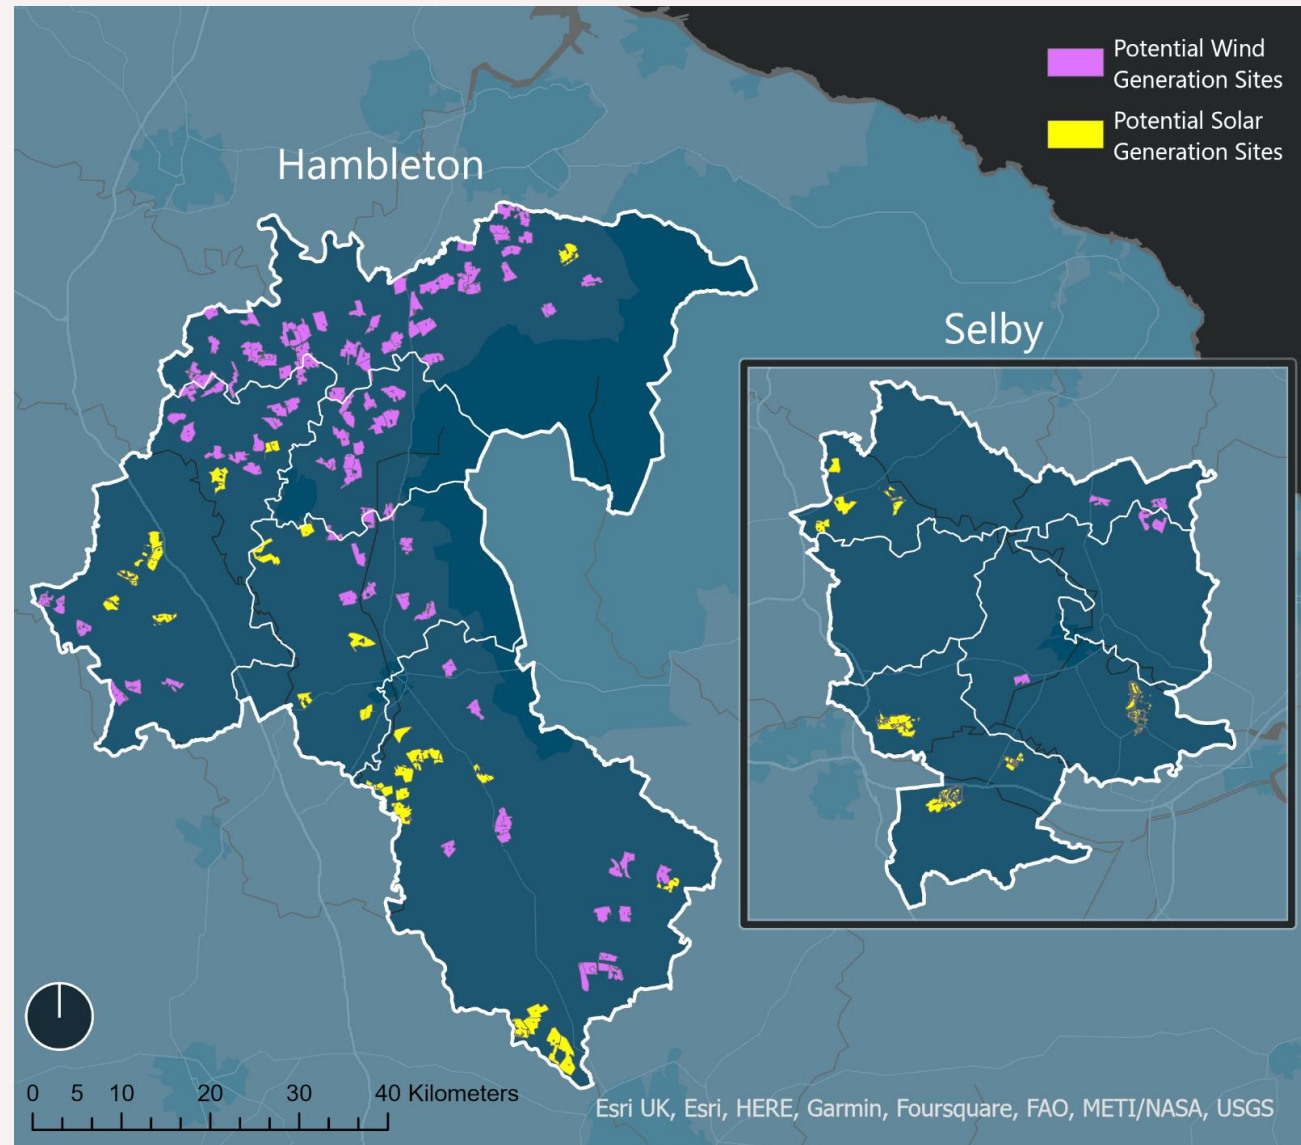 Potential Wind
Generation Sites
Potential Solar
Generation Sites
Hambleton
Selby
0 5 10 20 30 40 Kilometers
Esri UK, Esri, HERE, Garmin, Foursquare, FAO, METI/NASA, USGS